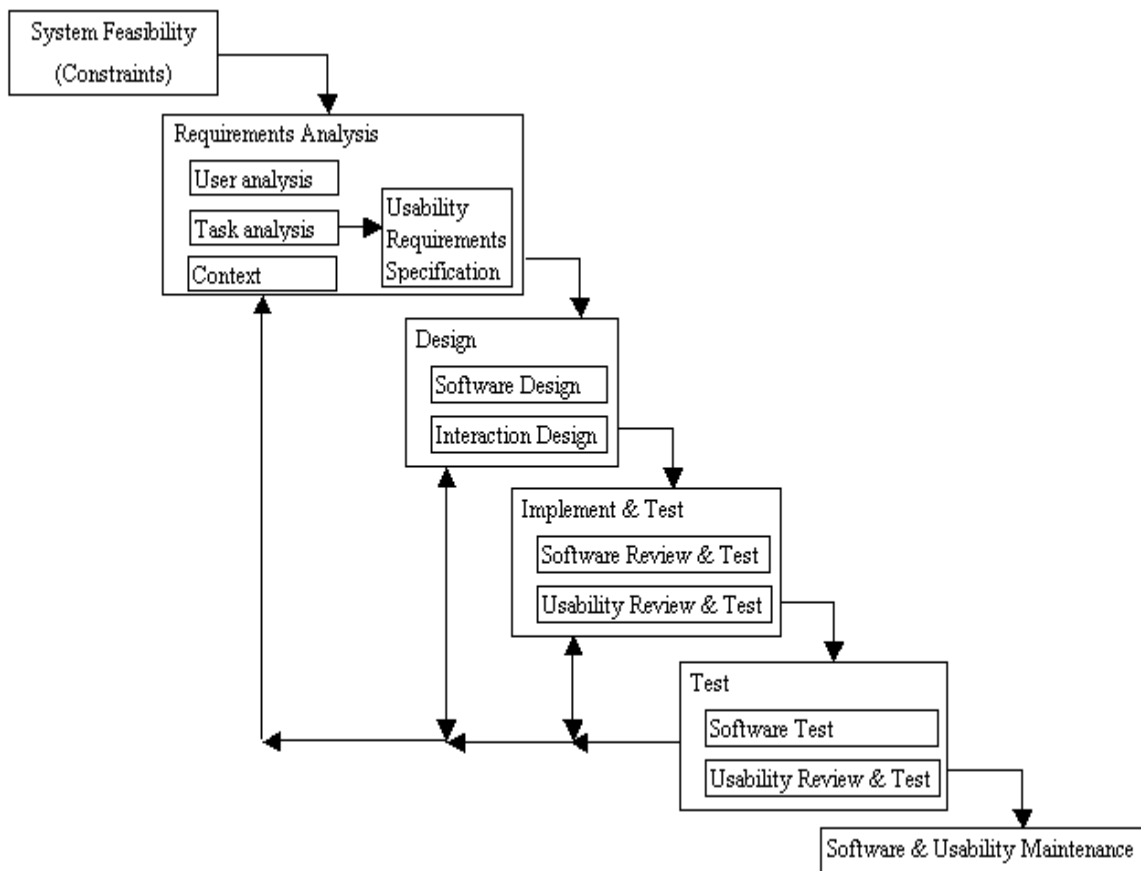 System Feasibility
(Constraints)
Requirements Analysis
User analysis
Task analysis
Context
Usability
Requirements
Specification
Design
Software Design
Interaction Design
Implement & Test
Software Review & Test
Usability Review & Test
Test
Software Test
Usability Review & Test
Software & Usability Maintenance